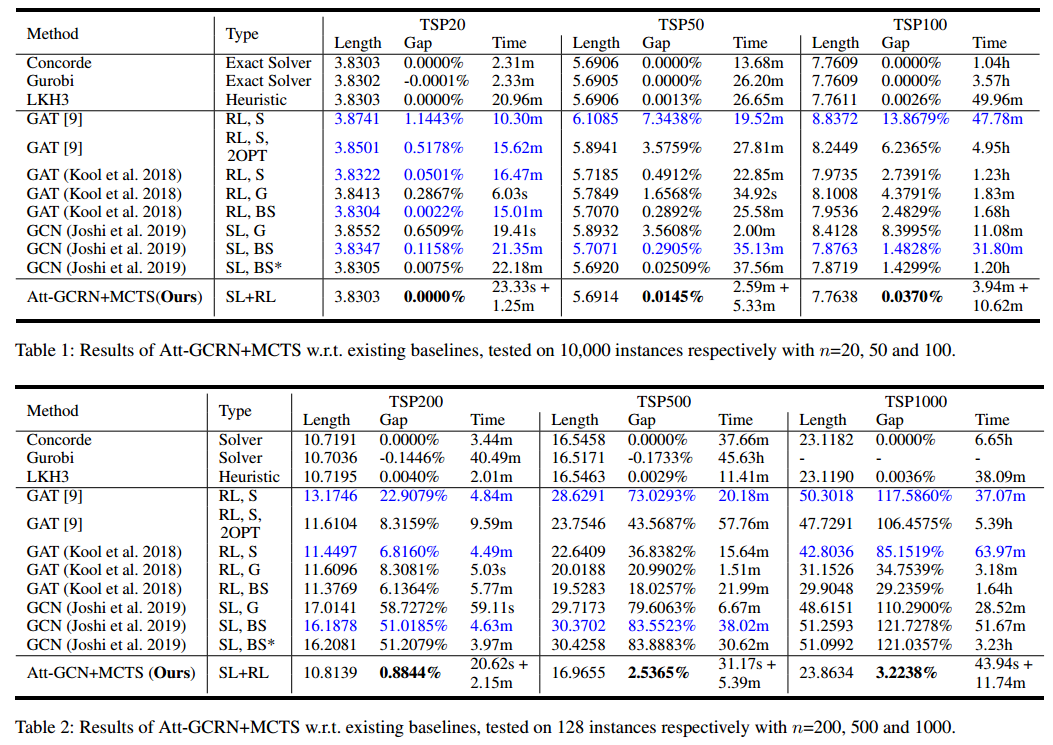 Method Type TSP20 TSP50 TSP100
Length Gap Time Length Gap Time Length Gap Time
Concorde Exact Solver 3.8303 0.0000% 2.31m 5.6906 0.0000% 13.68m 7.7609 0.0000% 1.04h
Gurobi Exact Solver 3.8302 -0.0001% 2.33m 5.6905 0.0000% 26.20m 7.7609 0.0000% 3.57h
LKH3 Heuristic 3.8303 0.0000% 20.96m 5.6906 0.0013% 26.65m 7.7611 0.0026% 49.96m
GAT [9] RL, S 3.8741 1.1443% 10.30m 6.1085 7.3438% 19.52m 8.8372 13.8679% 47.78m
GAT [9] RL, S, 2OPT 3.8501 0.5178% 15.62m 5.8941 3.5759% 27.81m 8.2449 6.2365% 4.95h
GAT (Kool et al. 2018) RL, S 3.8322 0.0501% 16.47m 5.7185 0.4912% 22.85m 7.9735 2.7391% 1.23h
GAT (Kool et al. 2018) RL, G 3.8413 0.2867% 6.03s 5.7849 1.6568% 34.92s 8.1008 4.3791% 1.83m
GAT (Kool et al. 2018) RL, BS 3.8304 0.0022% 15.01m 5.7070 0.2892% 25.58m 7.9536 2.4829% 1.68h
GCN (Joshi et al. 2019) SL, G 3.8552 0.6509% 19.41s 5.8932 3.5608% 2.00m 8.4128 8.3995% 11.08m
GCN (Joshi et al. 2019) SL, BS 3.8347 0.1158% 21.35m 5.7071 0.2905% 35.13m 7.8763 1.4828% 31.80m
GCN (Joshi et al. 2019) SL, BS* 3.8305 0.0075% 22.18m 5.6920 0.02509% 37.56m 7.8719 1.4299% 1.20h
Att-GCRN+MCTS(Ours) SL+RL 3.8303 0.0000% 23.33s + 1.25m 5.6914 0.0145% 2.59m + 5.33m 7.7638 0.0370% 3.94m + 10.62m
Table 1: Results of Att-GCRN+MCTS w.r.t. existing baselines, tested on 10,000 instances respectively with n=20, 50 and 100.
Method Type TSP200 TSP500 TSP1000
Length Gap Time Length Gap Time Length Gap Time
Concorde Solver 10.7191 0.0000% 3.44m 16.5458 0.0000% 37.66m 23.1182 0.0000% 6.65h
Gurobi Solver 10.7036 -0.1446% 40.49m 16.5171 -0.1733% 45.63h - - -
LKH3 Heuristic 10.7195 0.0040% 2.01m 16.5463 0.0029% 11.41m 23.1190 0.0036% 38.09m
GAT [9] RL, S 13.1746 22.9079% 4.84m 28.6291 73.0293% 20.18m 50.3018 117.5860% 37.07m
GAT [9] RL, S, 2OPT 11.6104 8.3159% 9.59m 23.7546 43.5687% 57.76m 47.7291 106.4575% 5.39h
GAT (Kool et al. 2018) RL, S 11.4497 6.8160% 4.49m 22.6409 36.8382% 15.64m 42.8036 85.1519% 63.97m
GAT (Kool et al. 2018) RL, G 11.6096 8.3081% 5.03s 20.0188 20.9902% 1.51m 31.1526 34.7539% 3.18m
GAT (Kool et al. 2018) RL, BS 11.3769 6.1364% 5.77m 19.5283 18.0257% 21.99m 29.9048 29.2359% 1.64h
GCN (Joshi et al. 2019) SL, G 17.0141 58.7272% 59.11s 29.7173 79.6063% 6.67m 48.6151 110.2900% 28.52m
GCN (Joshi et al. 2019) SL, BS 16.1878 51.0185% 4.63m 30.3702 83.5523% 38.02m 51.2593 121.7278% 51.67m
GCN (Joshi et al. 2019) SL, BS* 16.2081 51.2079% 3.97m 30.4258 83.8883% 30.62m 51.0992 121.0357% 3.23h
Att-GCN+MCTS (Ours) SL+RL 10.8139 0.8844% 20.62s + 2.15m 16.9655 2.5365% 31.17s + 5.39m 23.8634 3.2238% 43.94s + 11.74m
Table 2: Results of Att-GCRN+MCTS w.r.t. existing baselines, tested on 128 instances respectively with n=200, 500 and 1000.